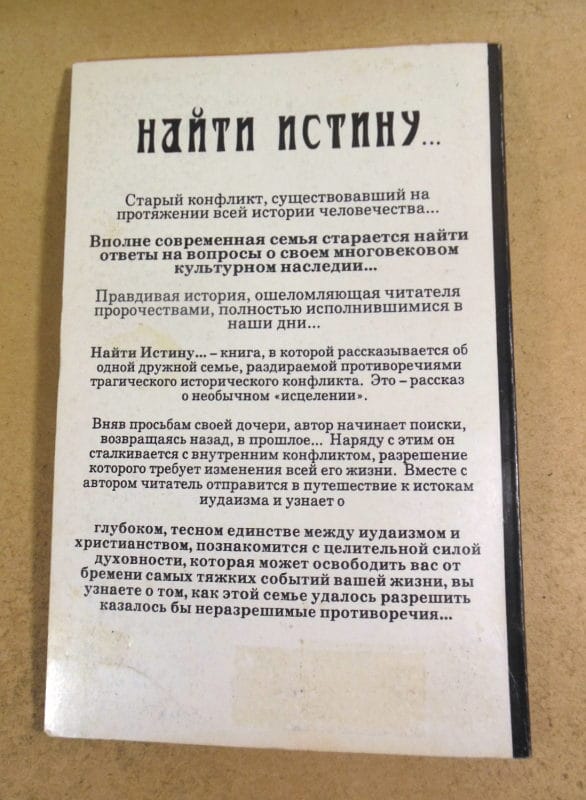 НАЙТИ ИСТИНУ...
Старый конфликт, существовавший на
протяжении всей истории человечества...
Вполне современная семья старается найти
ответы на вопросы о своем многовековом
культурном наследии...
Правдивая история, ошеломляющая читателя
пророчествами, полностью исполнившимися в
наши дни...
Найти Истину... – книга, в которой рассказывается об
одной дружной семье, раздираемой противоречиями
трагического исторического конфликта. Это – рассказ
о необычном «исцелении».
Вняв просьбам своей дочери, автор начинает поиски,
возвращаясь назад, в прошлое... Наряду с этим он
сталкивается с внутренним конфликтом, разрешение
которого требует изменения всей его жизни. Вместе с
автором читатель отправится в путешествие к истокам
иудаизма и узнает о
глубоком, тесном единстве между иудаизмом и
христианством, познакомится с целительной силой
духовности, которая может освободить вас от
бремени самых тяжких событий вашей жизни, вы
узнаете о том, как этой семье удалось разрешить
казалось бы неразрешимые противоречия...